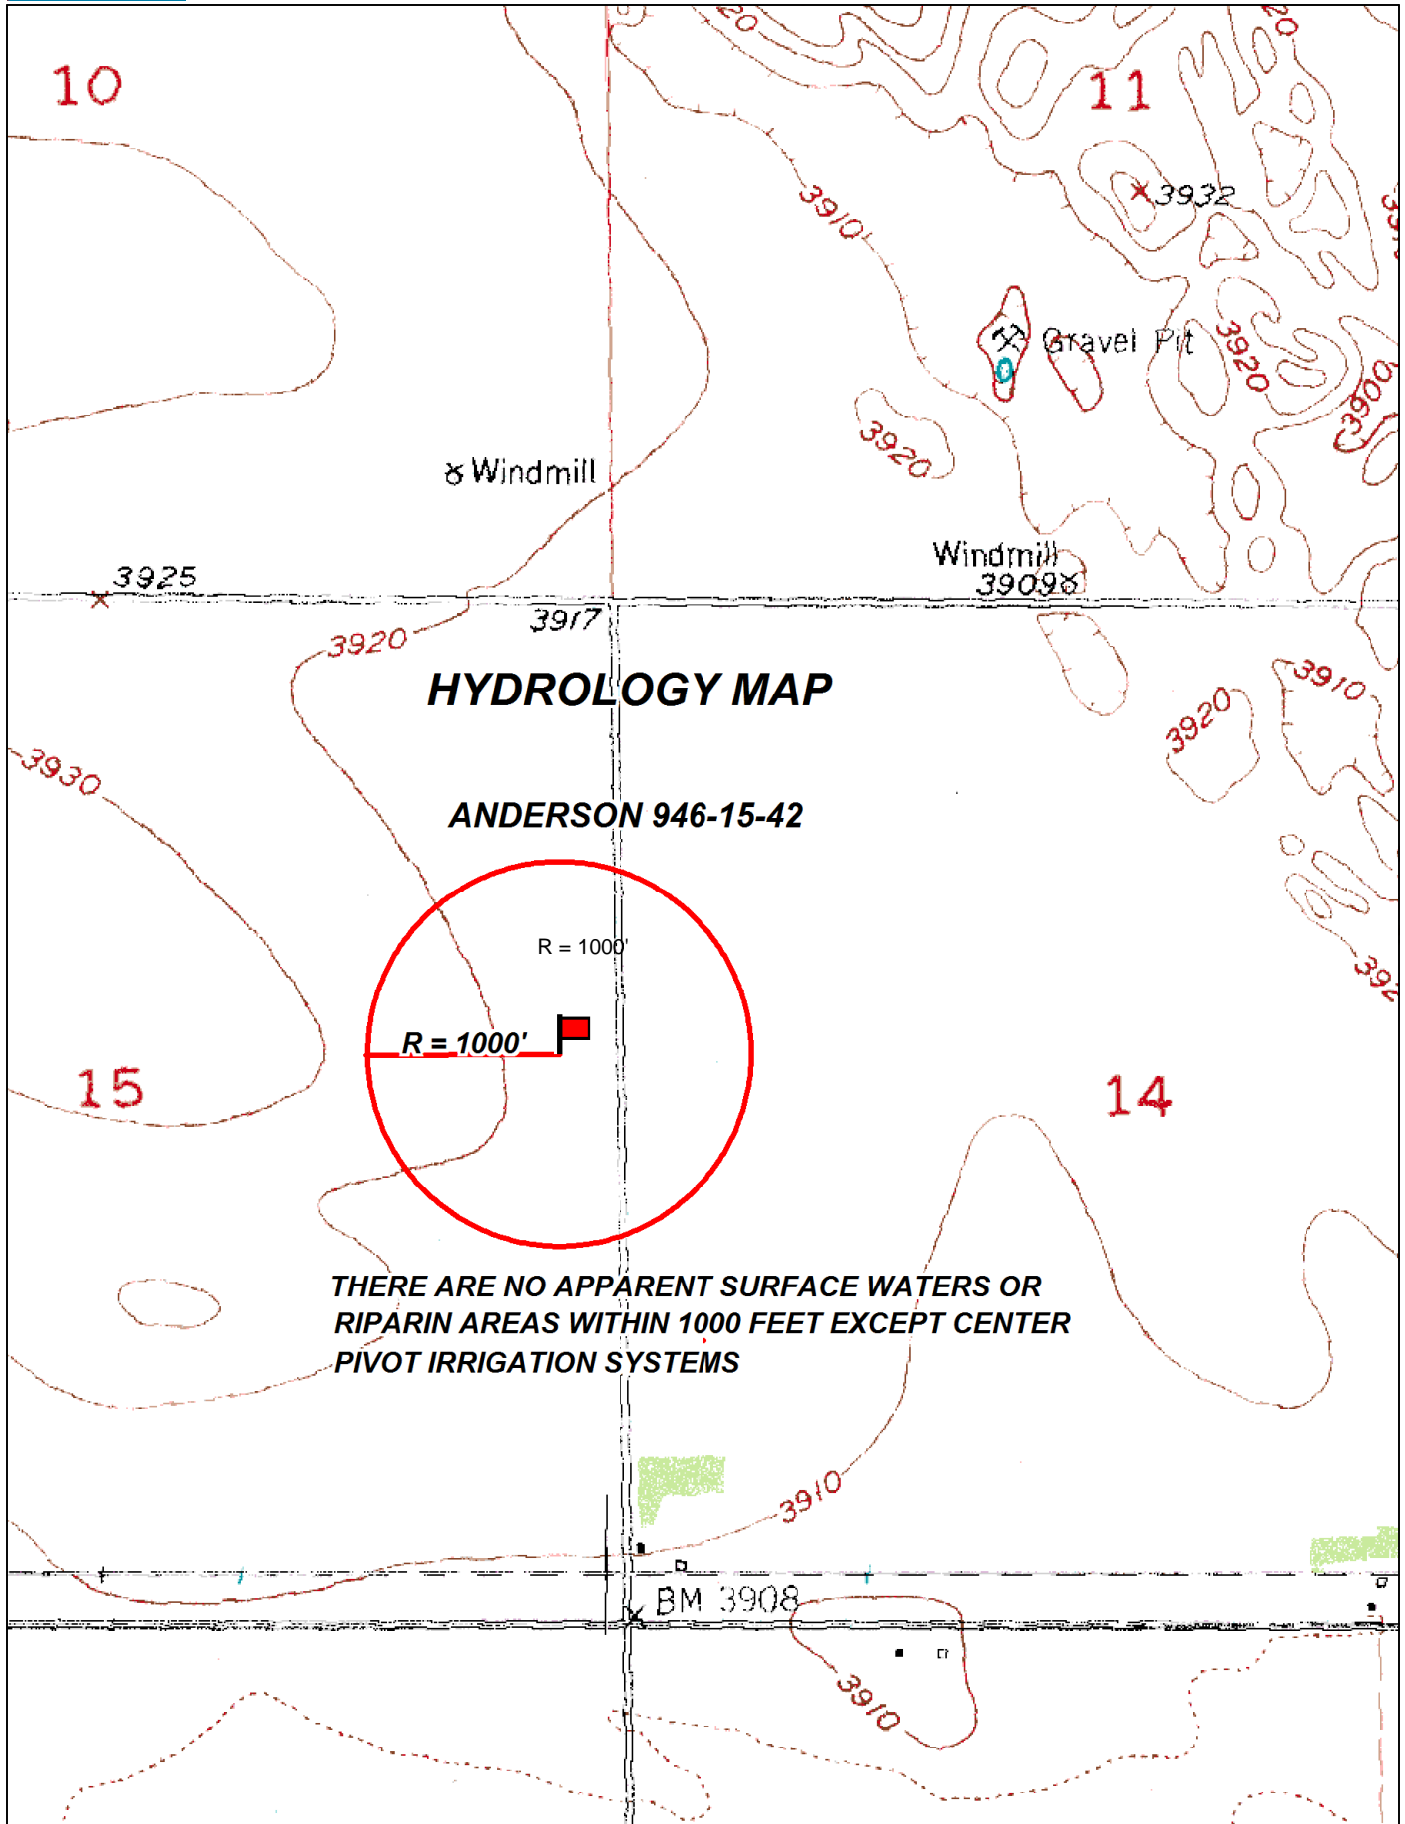 20
20
10
11
3932
3910
Gravel Pit
3920
3900
3920
Windmill
Windmill
3909
3925
3917
3920
HYDROLOGY MAP
3910
3920
3930
ANDERSON 946-15-42
R = 1000'
R = 1000'
15
14
THERE ARE NO APPARENT SURFACE WATERS OR
RIPARIN AREAS WITHIN 1000 FEET EXCEPT CENTER
PIVOT IRRIGATION SYSTEMS
3910
BM 3908
3910